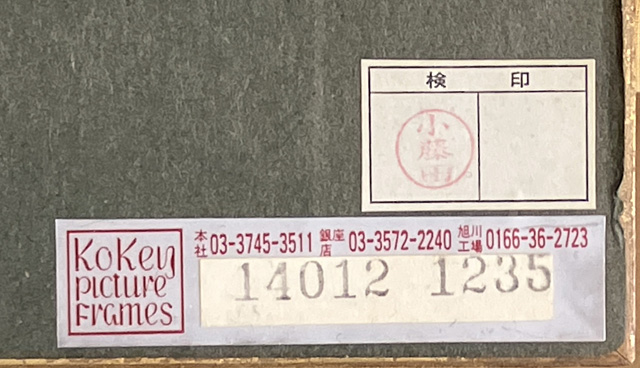 検 印
小藤田
KoKey
picture
Frames
本社 03-3745-3511 銀座店 03-3572-2240 旭川工場 0166-36-2723
14012 1235